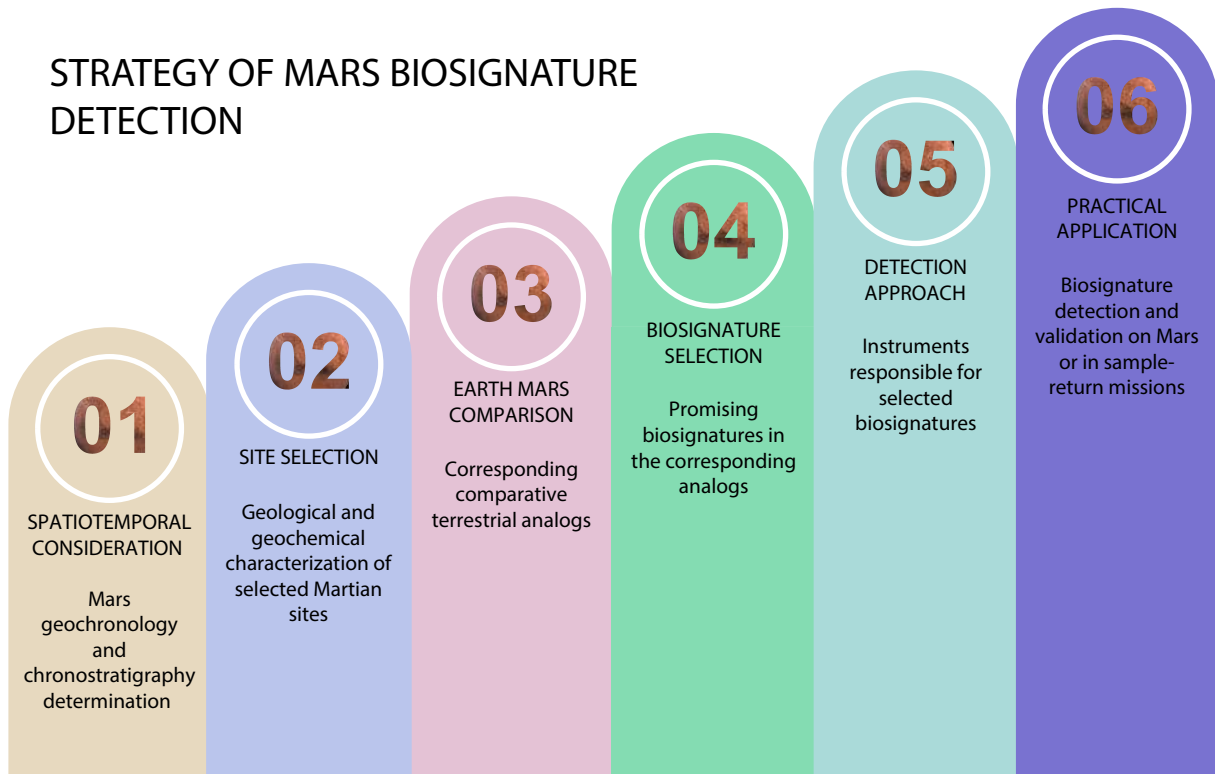 STRATEGY OF MARS BIOSIGNATURE
DETECTION
01
SPATIOTEMPORAL
CONSIDERATION
Mars
geochronology
and
chronostratigraphy
determination
02
SITE SELECTION
Geological and
geochemical
characterization of
selected Martian
sites
03
EARTH MARS
COMPARISON
Corresponding
comparative
terrestrial analogs
04
BIOSIGNATURE
SELECTION
Promising
biosignatures in
the corresponding
analogs
05
DETECTION
APPROACH
Instruments
responsible for
selected
biosignatures
06
PRACTICAL
APPLICATION
Biosignature
detection and
validation on Mars
or in sample-
return missions